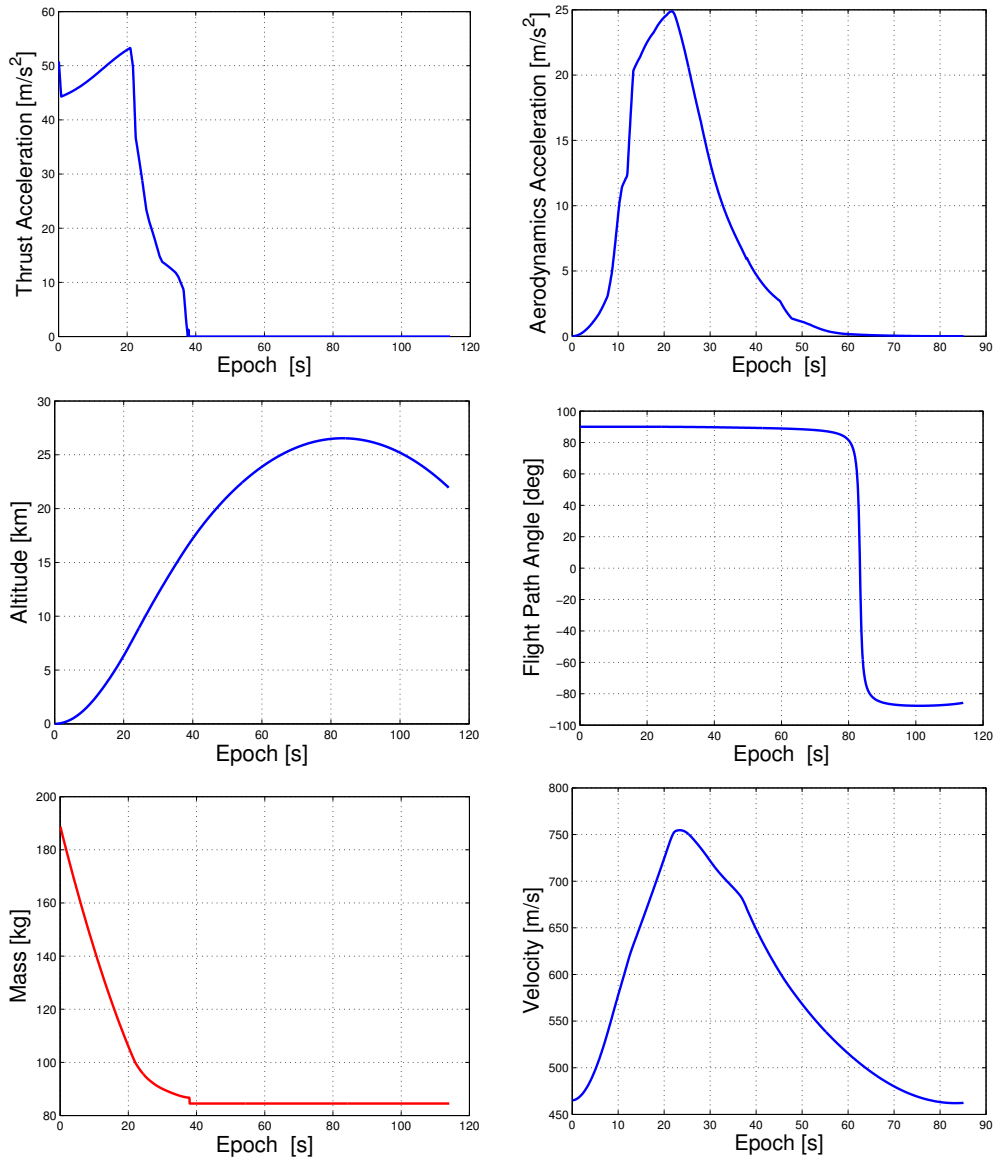 60
50
40
30
20
10
0
0 20 40 60 80 100 120
Thrust Acceleration [m/s²]
Epoch [s]
25
20
15
10
5
0
0 10 20 30 40 50 60 70 80 90
Aerodynamics Acceleration [m/s²]
Epoch [s]
30
25
20
15
10
5
0
0 20 40 60 80 100 120
Altitude [km]
Epoch [s]
100
80
60
40
20
0
−20
−40
−60
−80
−100
0 20 40 60 80 100 120
Flight Path Angle [deg]
Epoch [s]
200
180
160
140
120
100
80
0 20 40 60 80 100 120
Mass [kg]
Epoch [s]
800
750
700
650
600
550
500
450
0 10 20 30 40 50 60 70 80 90
Velocity [m/s]
Epoch [s]